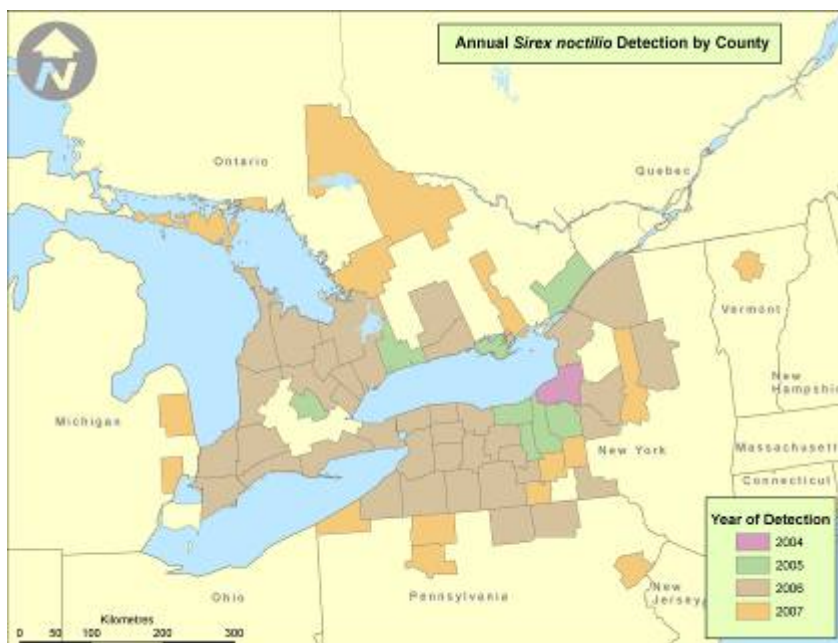 N
Annual Sirex noctilio Detection by County
Ontario
Quebec
Vermont
New
Hampshire
Michigan
New York
Massachusett
Connecticut
Year of Detection
2004
2005
2006
2007
Ohio
Pennsylvania
New
Jersey
Kilometres
0 50 100 200 300